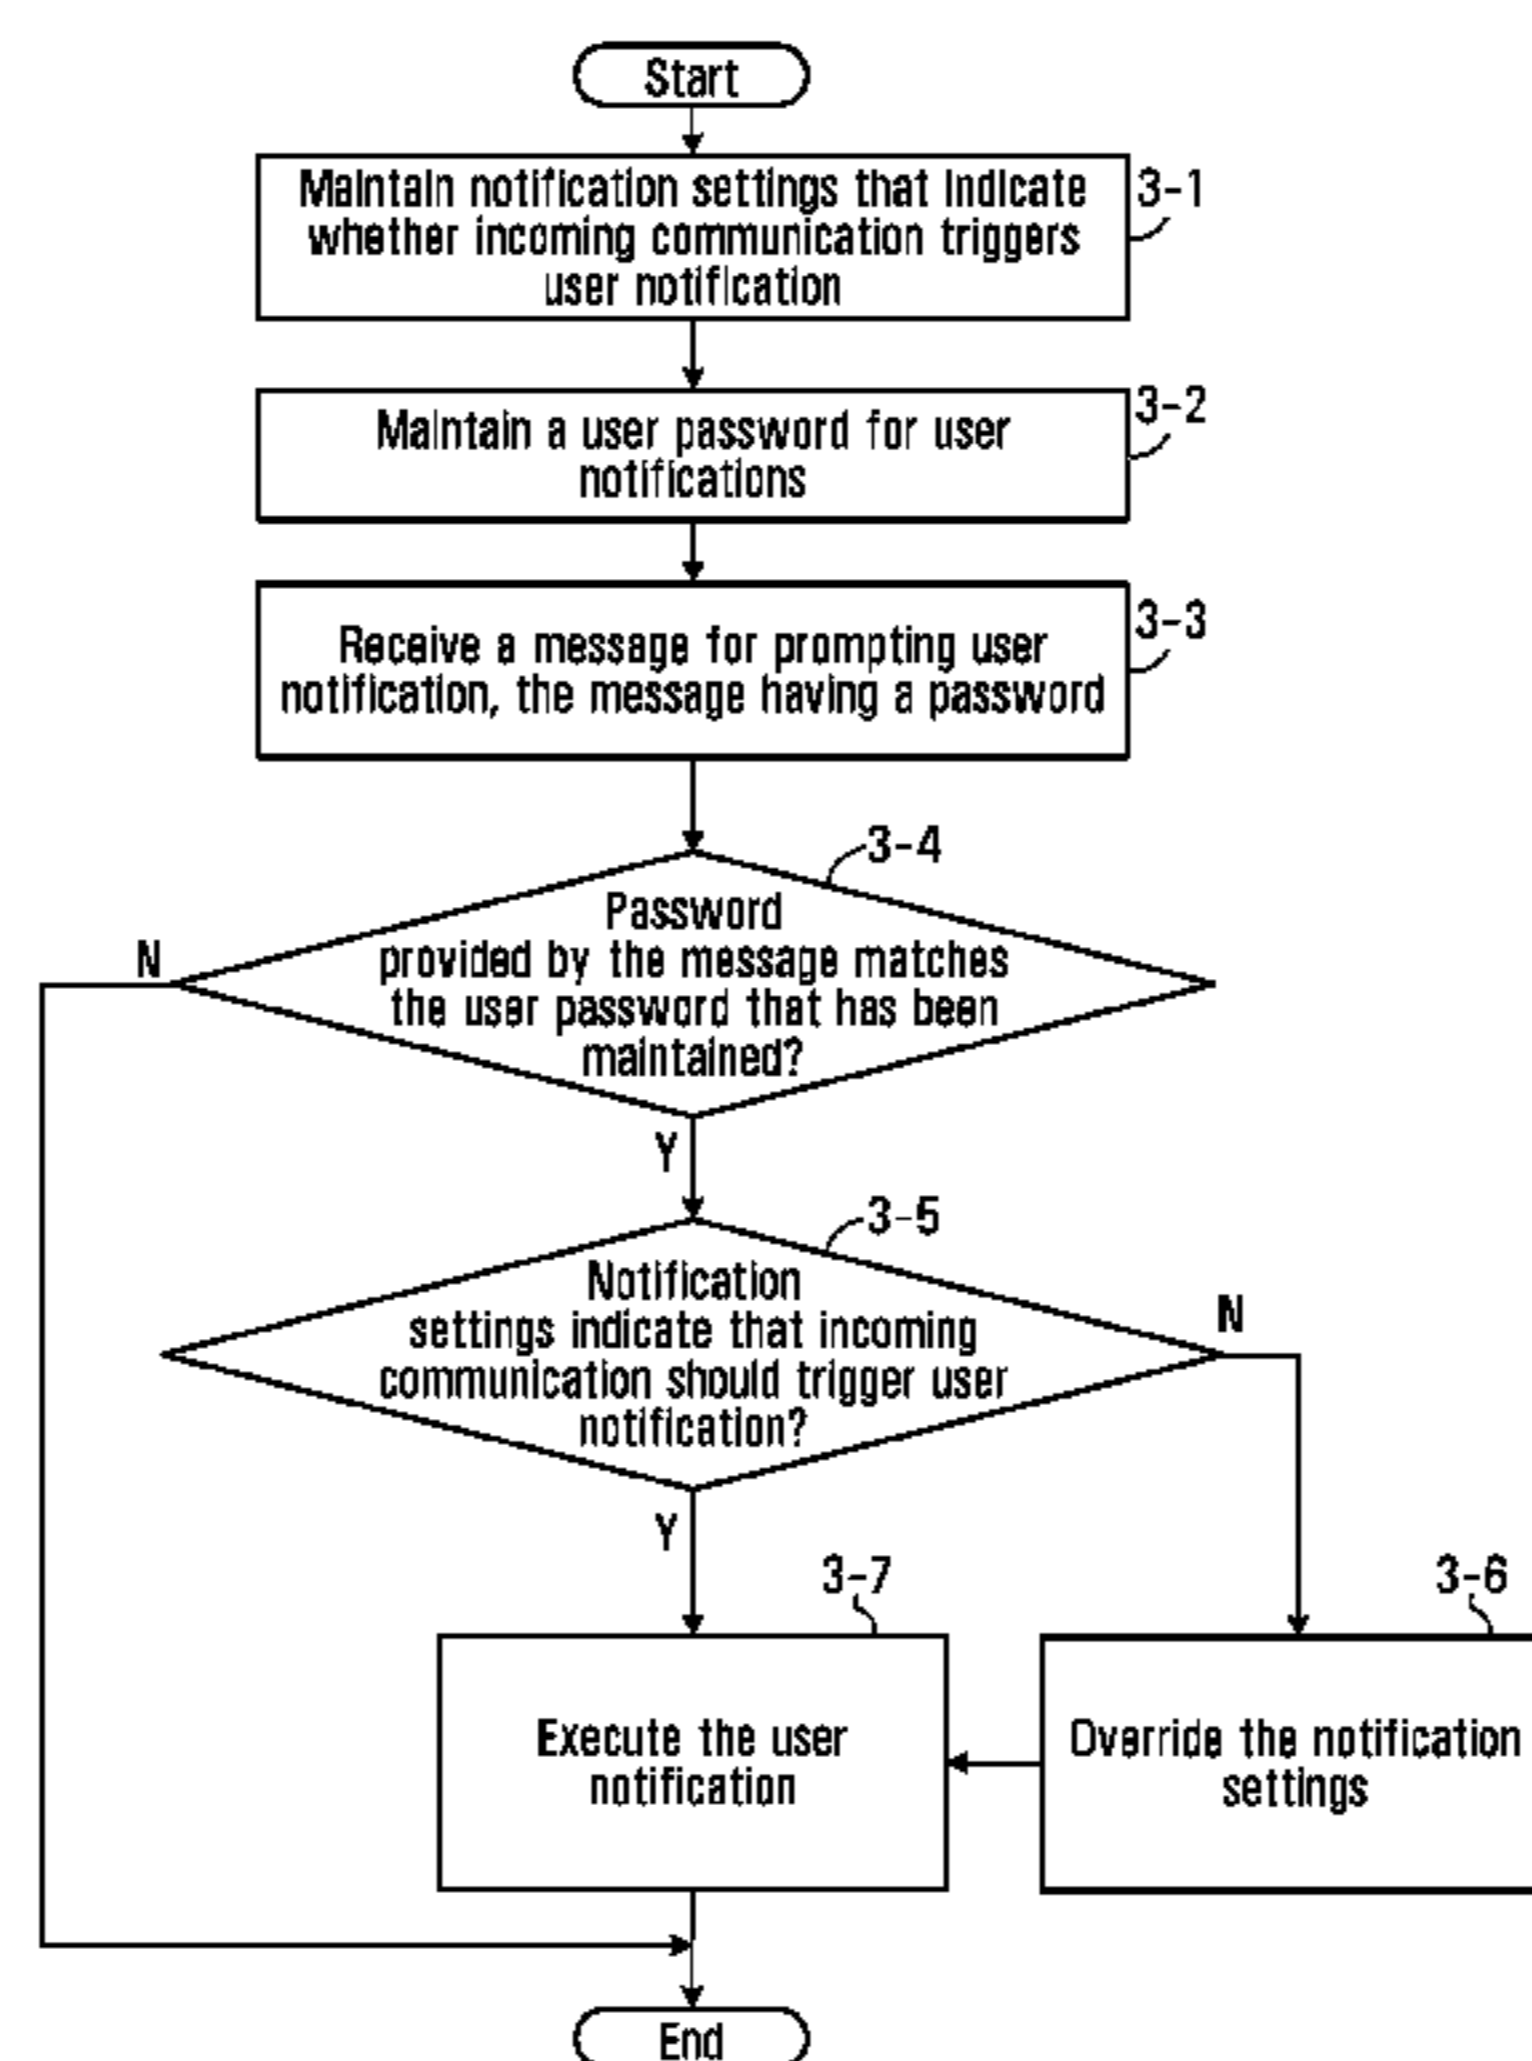 Start
Maintain notification settings that indicate
whether incoming communication triggers
user notification
3-1
Maintain a user password for user
notifications
3-2
Receive a message for prompting user
notification, the message having a password
3-3
3-4
Password
provided by the message matches
the user password that has been
maintained?
N
Y
3-5
Notification
settings indicate that incoming
communication should trigger user
notification?
N
Y
3-7
3-6
Execute the user
notification
Override the notification
settings
End